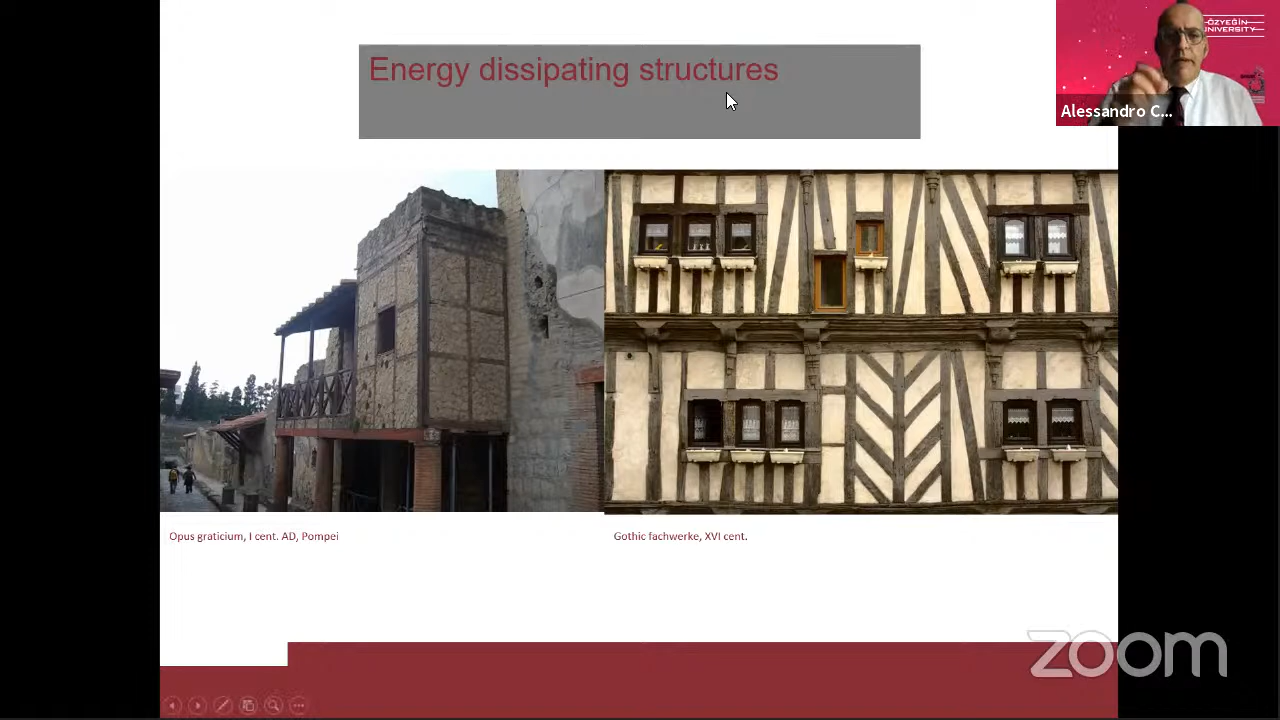 Energy dissipating structures
ÖZYEĞİN
UNIVERSITY
Alessandro C...
Opus graticium, I cent. AD, Pompei
Gothic fachwerke, XVI cent.
zoom